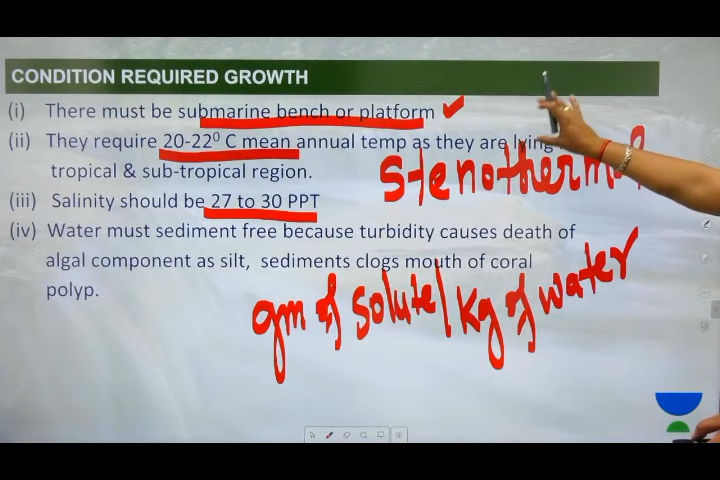 CONDITION REQUIRED GROWTH
(i) There must be submarine bench or platform
(ii) They require 20-22⁰ C mean annual temp as they are lying
tropical & sub-tropical region.
stenotherm
(iii) Salinity should be 27 to 30 PPT
(iv) Water must sediment free because turbidity causes death of
algal component as silt, sediments clogs mouth of coral
polyp.
gm of solute/kg of water